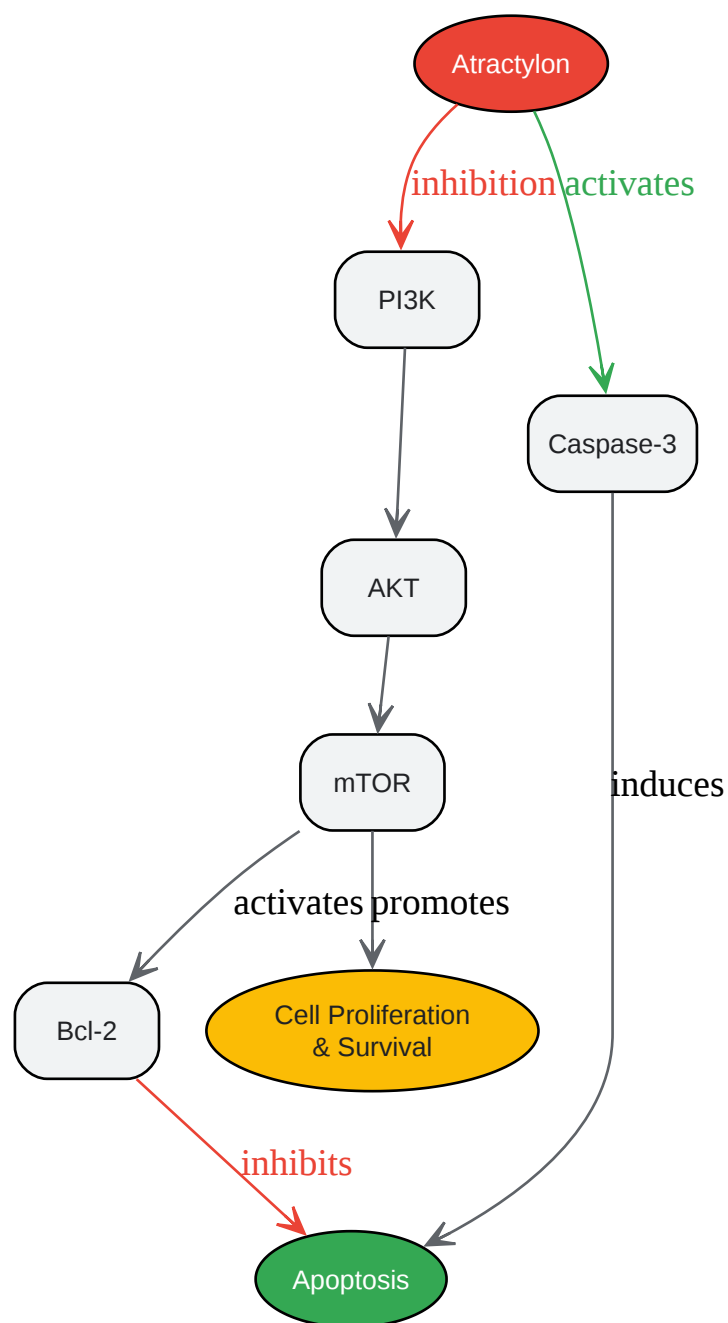 Atractylon
inhibition activates
PI3K
Caspase-3
AKT
mTOR
induces
activates promotes
Bcl-2
Cell Proliferation
& Survival
inhibits
Apoptosis